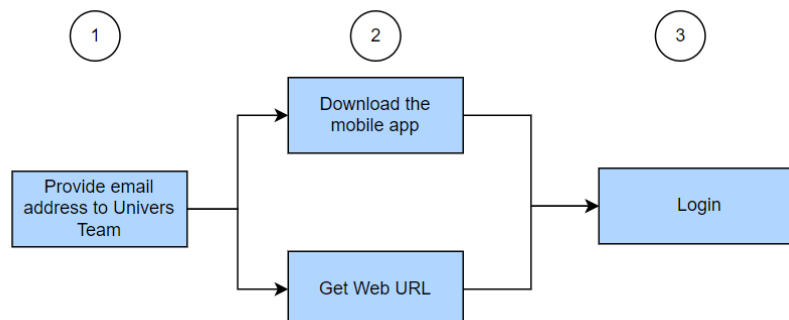 1
2
3
Download the
mobile app
Provide email
address to Univers
Team
Login
Get Web URL